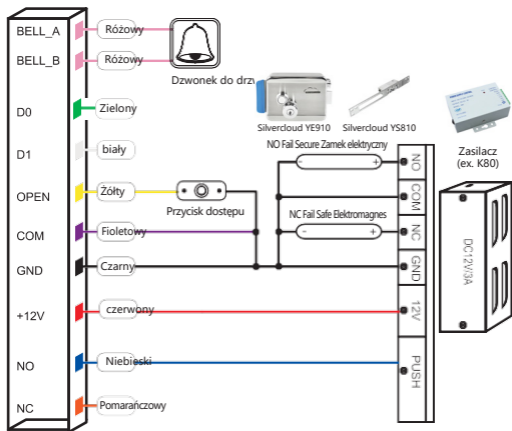 BELL_A
Różowy
BELL_B
Różowy
Dzwonek do drzw
D0
Zielony
D1
biały
OPEN
Żółty
Przycisk dostępu
COM
Fioletowy
GND
Czarny
+12V
czerwony
NO
Niebieski
NC
Pomarańczowy
Silvercloud YE910
Silvercloud YS810
NO Fail Secure Zamek elektryczny
- +
NC Fail Safe Elektromagnes
- +
NO
COM
NC
GND
12V
PUSH
Zasilacz
(ex. K80)
DC12V/3A